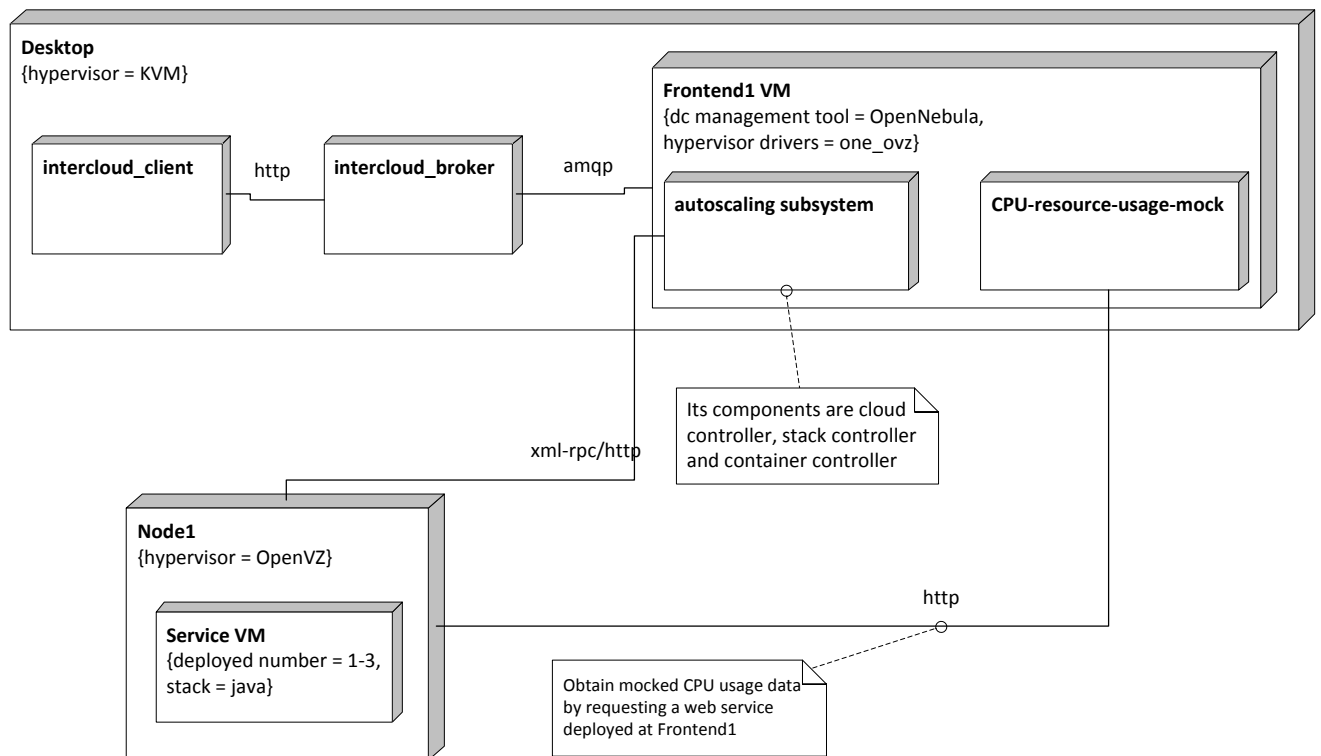 Desktop
{hypervisor = KVM}
Frontend1 VM
{dc management tool = OpenNebula,
hypervisor drivers = one_ovz}
intercloud_client
http
intercloud_broker
amqp
autoscaling subsystem
CPU-resource-usage-mock
Its components are cloud
controller, stack controller
and container controller
xml-rpc/http
Node1
{hypervisor = OpenVZ}
http
Service VM
{deployed number = 1-3,
stack = java}
Obtain mocked CPU usage data
by requesting a web service
deployed at Frontend1